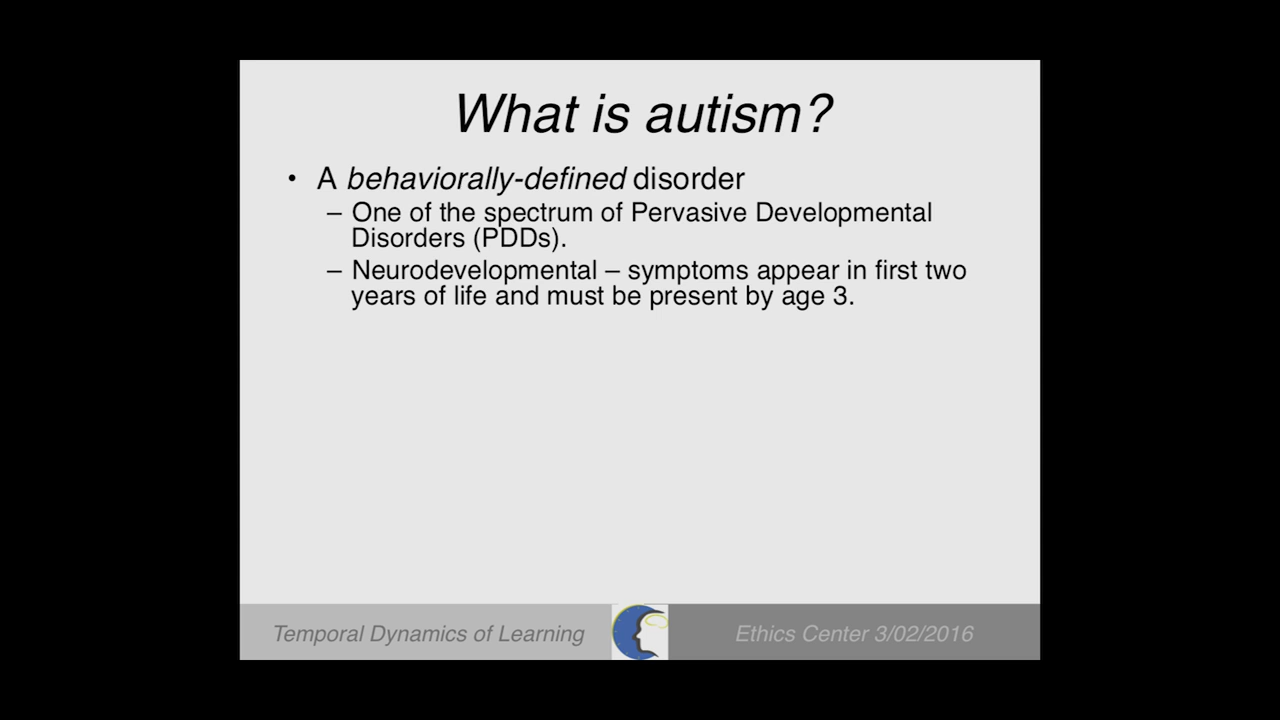 What is autism?
• A behaviorally-defined disorder
– One of the spectrum of Pervasive Developmental
Disorders (PDDs).
– Neurodevelopmental – symptoms appear in first two
years of life and must be present by age 3.
Temporal Dynamics of Learning
Ethics Center 3/02/2016